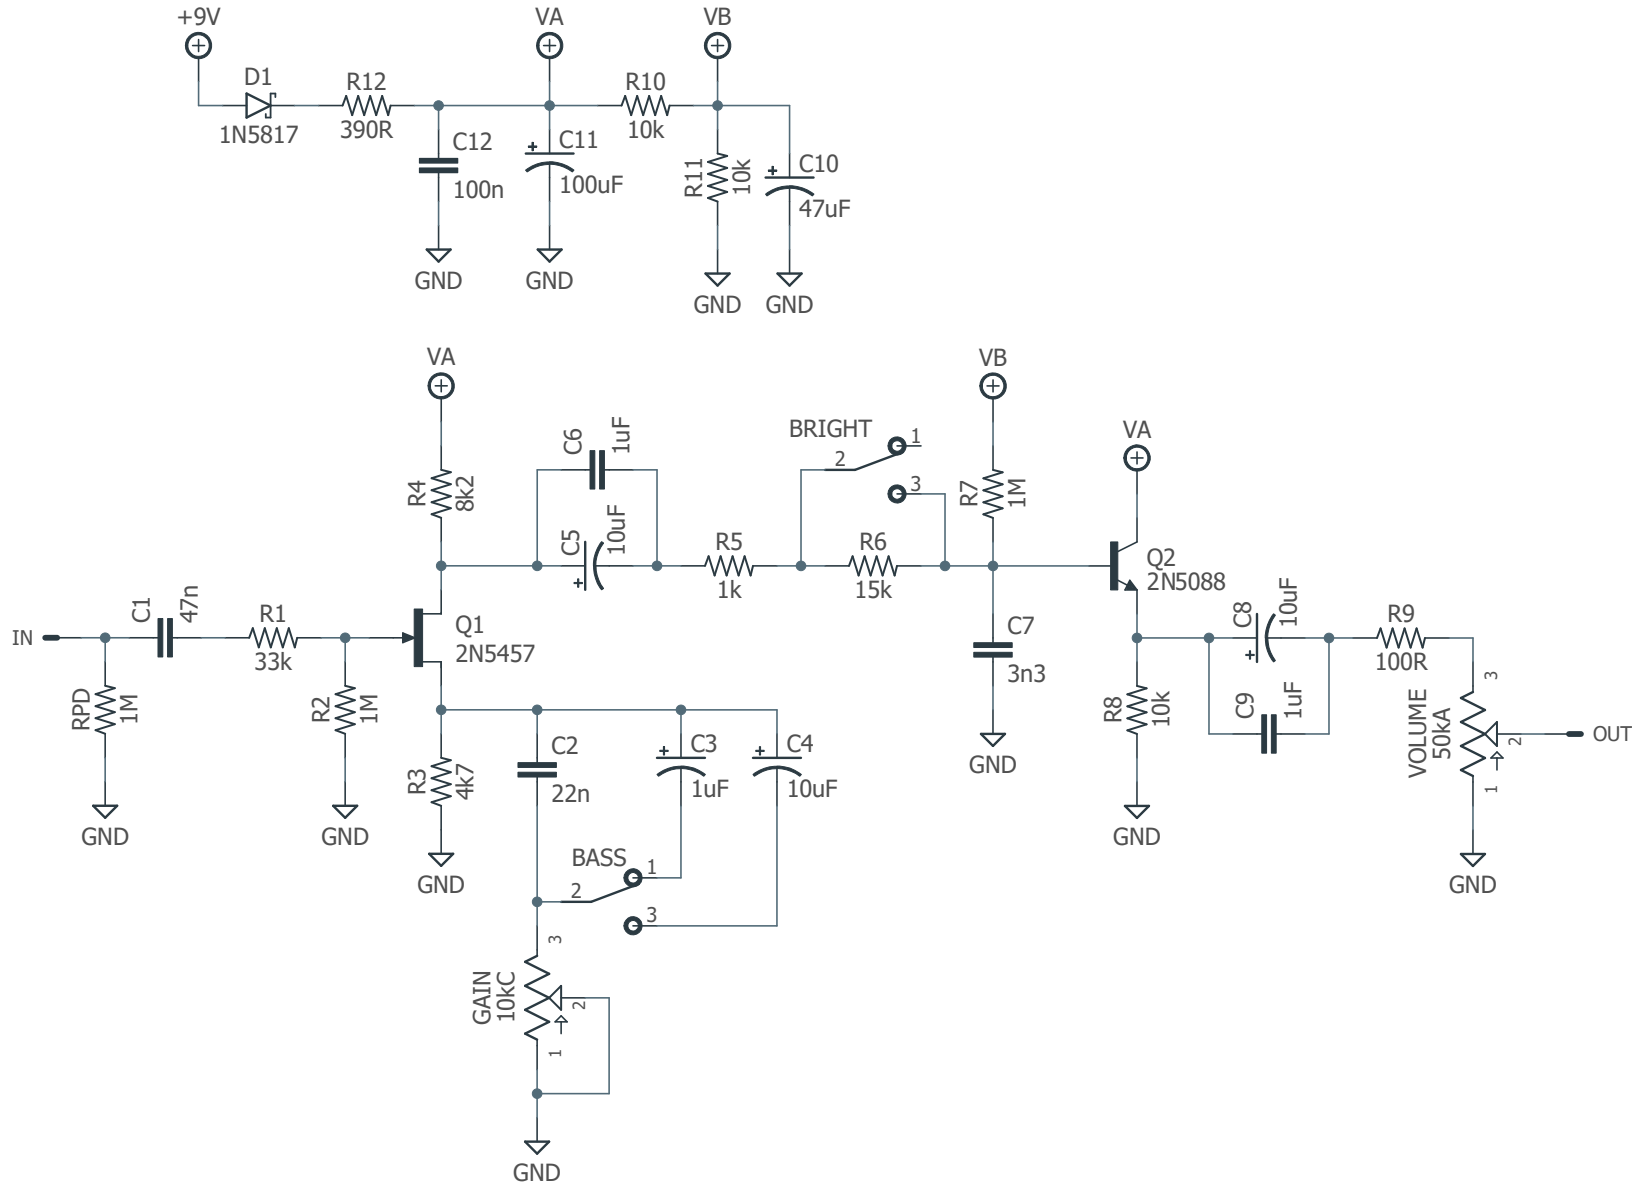 +9V
VA
VB
D1
1N5817
R12
390R
R10
10k
C12
100n
C11
100uF
R11
10k
C10
47uF
GND
GND
GND
GND
VA
VB
VA
R4
8k2
C6
1uF
C5
10uF
BRIGHT
1
2
3
R5
1k
R6
15k
R7
1M
Q2
2N5088
IN
C1
47n
R1
33k
Q1
2N5457
RPD
1M
R2
1M
C7
3n3
C8
10uF
R9
100R
R8
10k
C9
1uF
VOLUME
50kA
3
2
1
OUT
R3
4k7
C2
22n
C3
1uF
C4
10uF
GND
GND
GND
GND
GND
GND
BASS
1
2
3
GAIN
10kC
3
2
1
GND